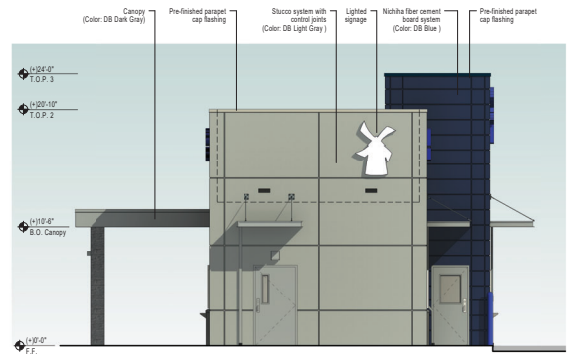 Canopy
(Color: DB Dark Gray)
Pre-finished parapet
cap flashing
Stucco system with
control joints
(Color: DB Light Gray )
Lighted
signage
Nichiha fiber cement
board system
(Color: DB Blue )
Pre-finished parapet
cap flashing
(+)24'-0"
T.O.P. 3
(+)20'-10"
T.O.P. 2
(+)10'-6"
B.O. Canopy
(+)0'-0"
F.F.